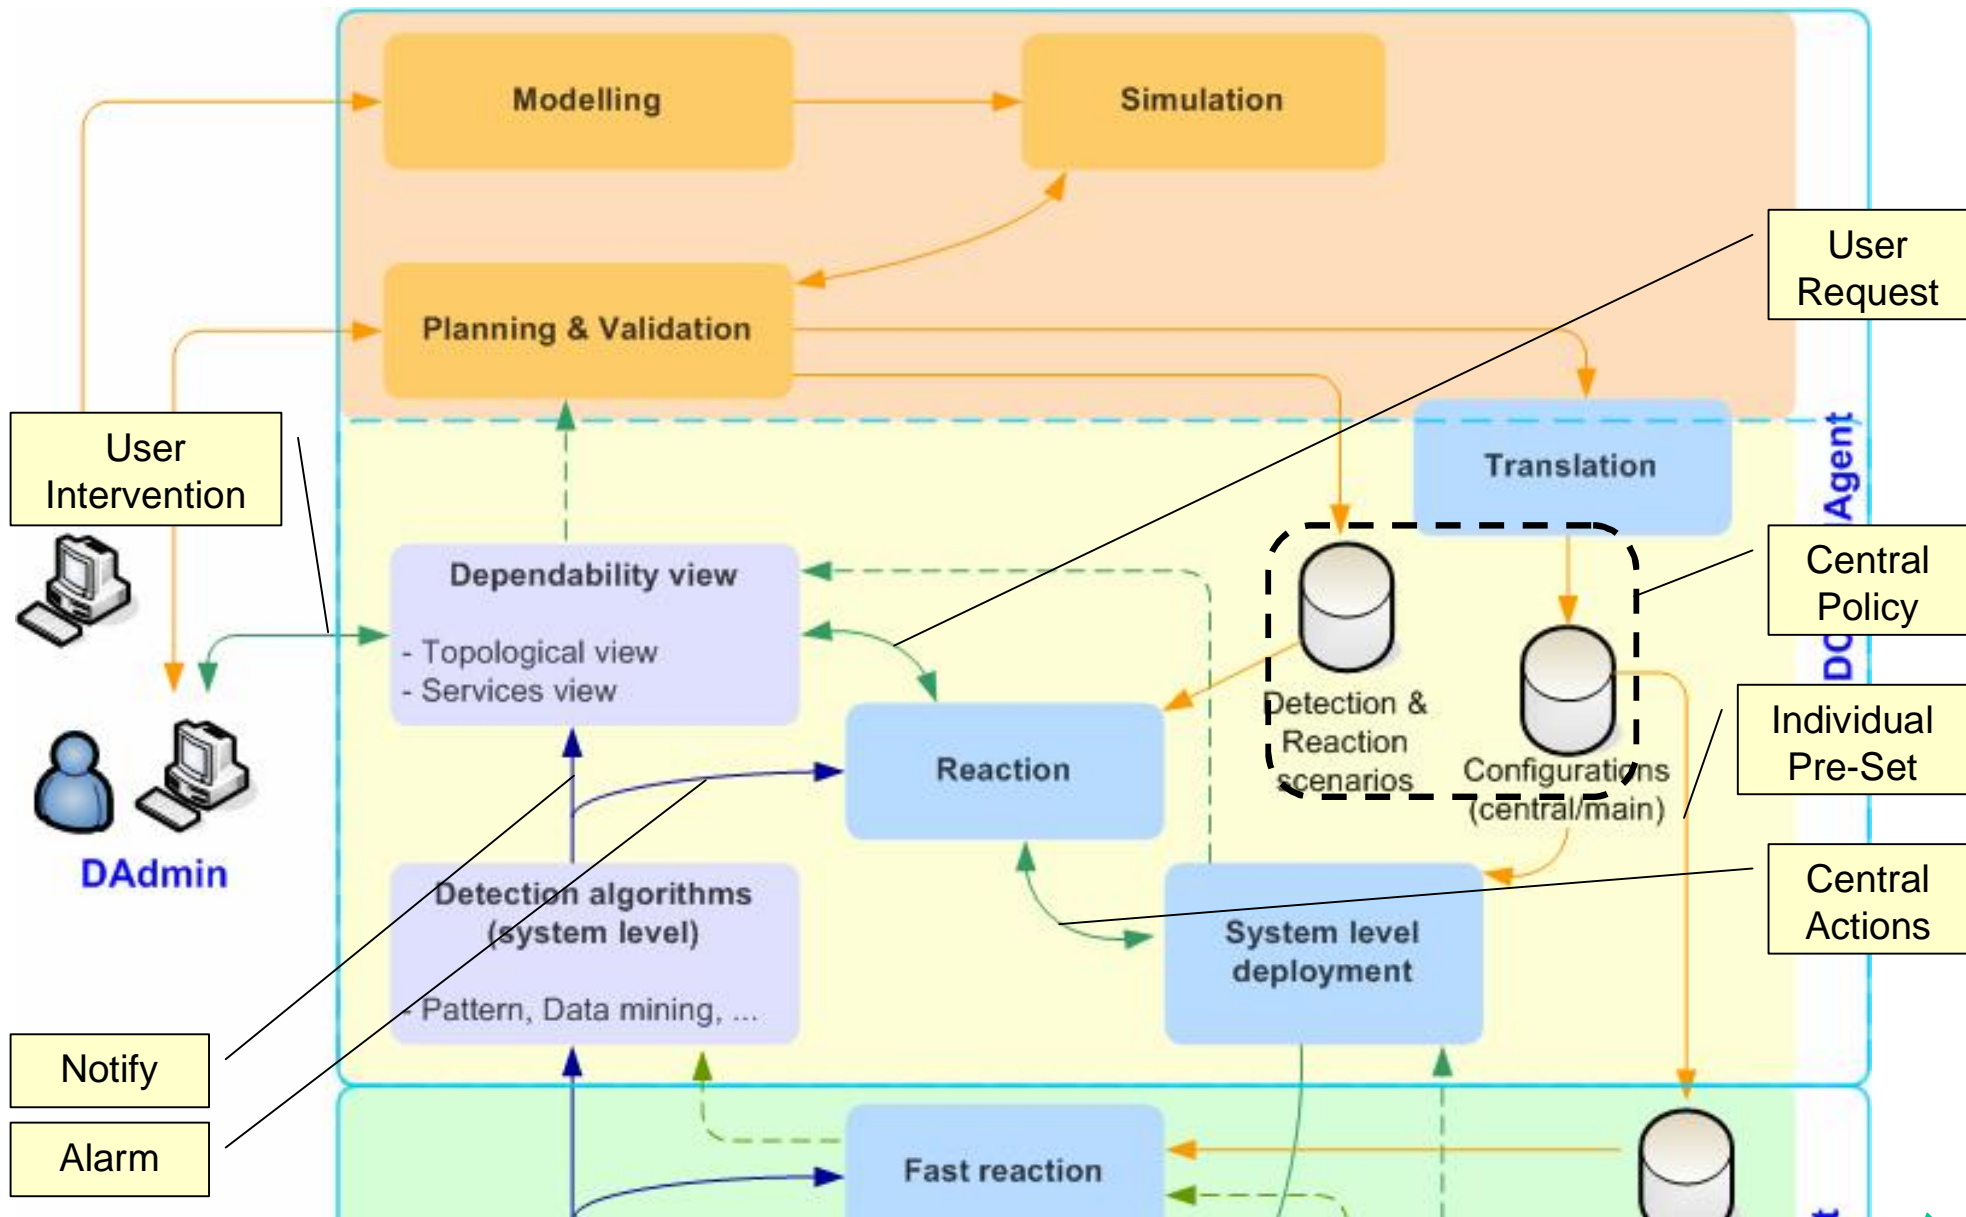 Modelling
Simulation
User
Request
Planning & Validation
User
Intervention
Translation
Agent
Central
Policy
Dependability view
- Topological view
- Services view
Detection &
Reaction
scenarios
Individual
Pre-Set
Reaction
Configurations
(central/main)
DAdmin
Detection algorithms
(system level)
- Pattern, Data mining, ...
Central
Actions
System level
deployment
Notify
Alarm
Fast reaction